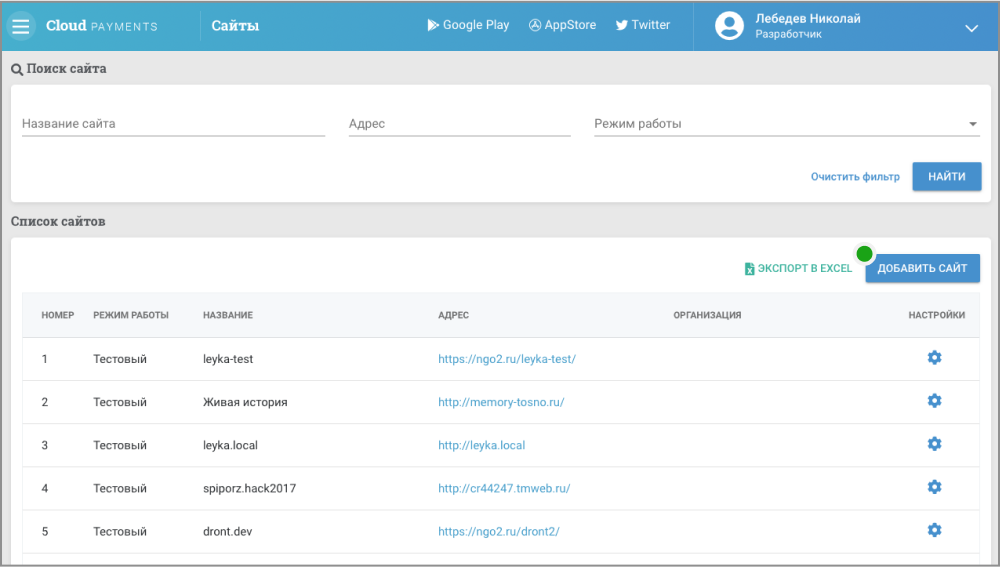 Cloud PAYMENTS Сайты Google Play AppStore Twitter Лебедев Николай
Разработчик
Поиск сайта
Название сайта Адрес Режим работы
Очистить фильтр НАЙТИ
Список сайтов
ЭКСПОРТ В EXCEL ДОБАВИТЬ САЙТ
НОМЕР РЕЖИМ РАБОТЫ НАЗВАНИЕ АДРЕС ОРГАНИЗАЦИЯ НАСТРОЙКИ
1 Тестовый leyka-test https://ngo2.ru/leyka-test/
2 Тестовый Живая история http://memory-tosno.ru/
3 Тестовый leyka.local http://leyka.local
4 Тестовый spiporz.hack2017 http://cr44247.tmweb.ru/
5 Тестовый dront.dev https://ngo2.ru/dront2/